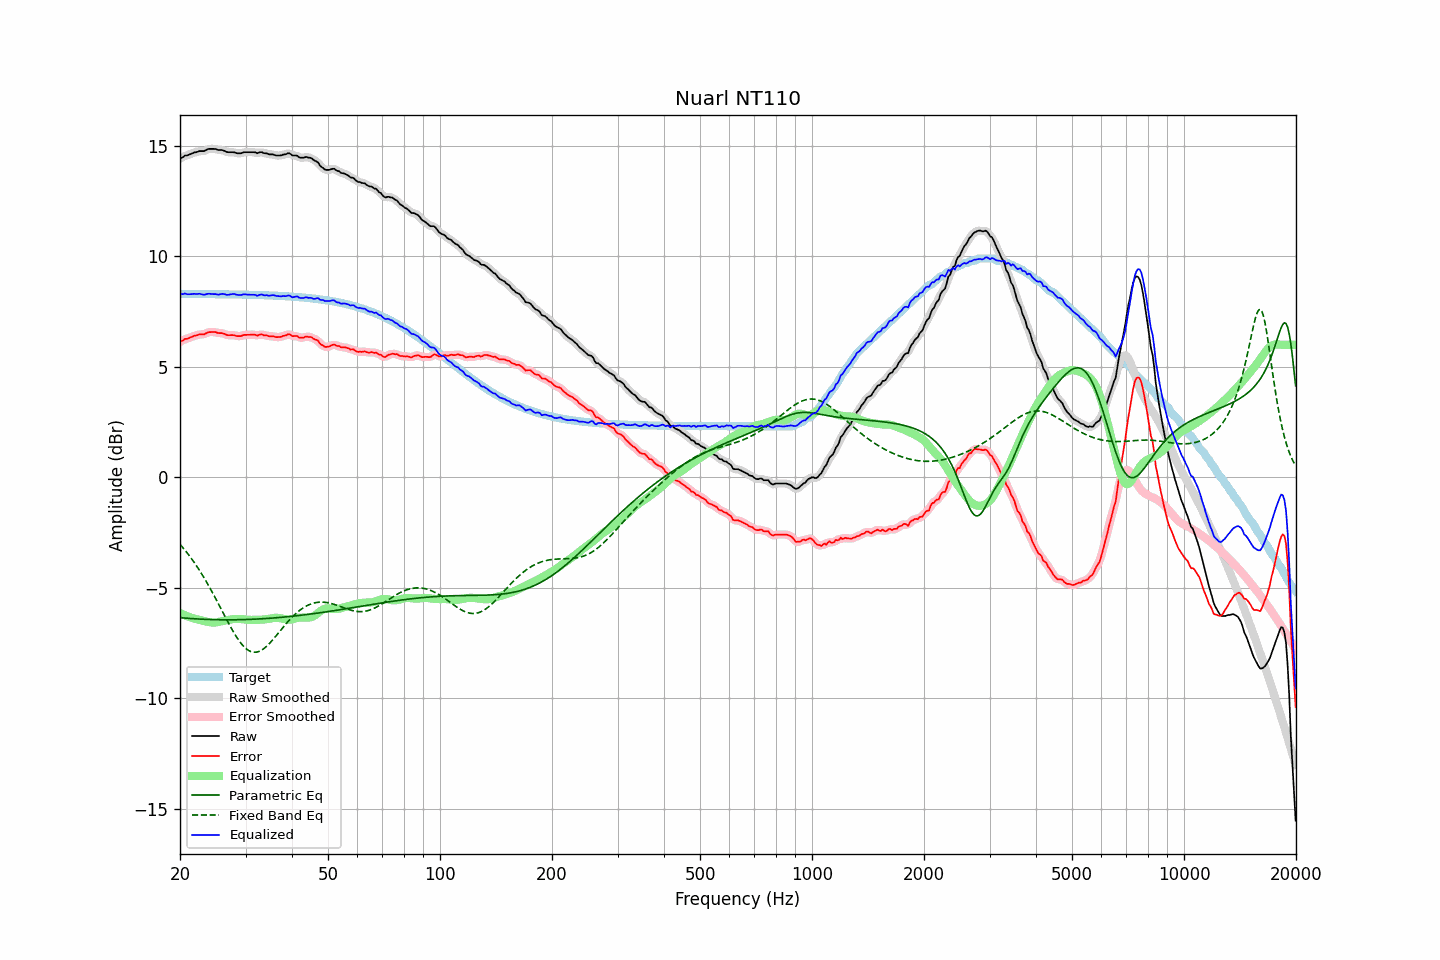 Nuarl NT110
Amplitude (dBr)
15
10
5
0
−5
−10
−15
Target
Raw Smoothed
Error Smoothed
Raw
Error
Equalization
Parametric Eq
Fixed Band Eq
Equalized
20 50 100 200 500 1000 2000 5000 10000 20000
Frequency (Hz)